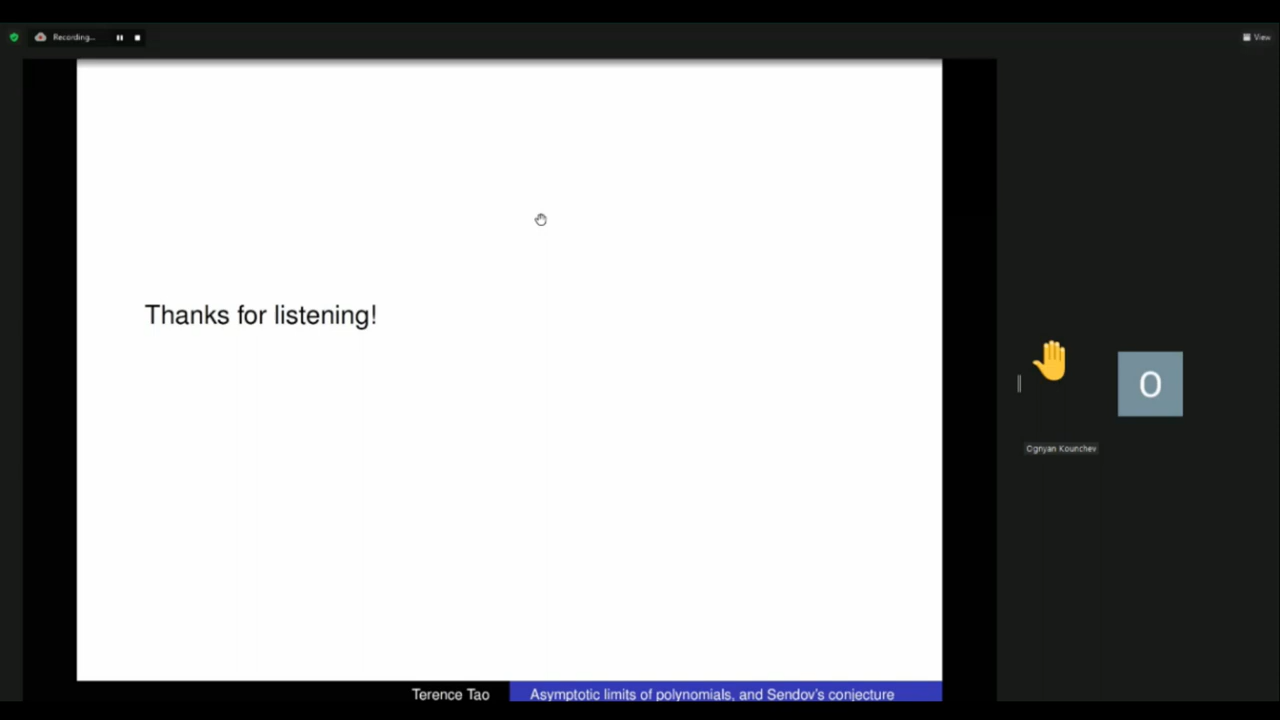 Recording...
View
Thanks for listening!
O
Ognyan Kounchev
Terence Tao
Asymptotic limits of polynomials, and Sendov's conjecture